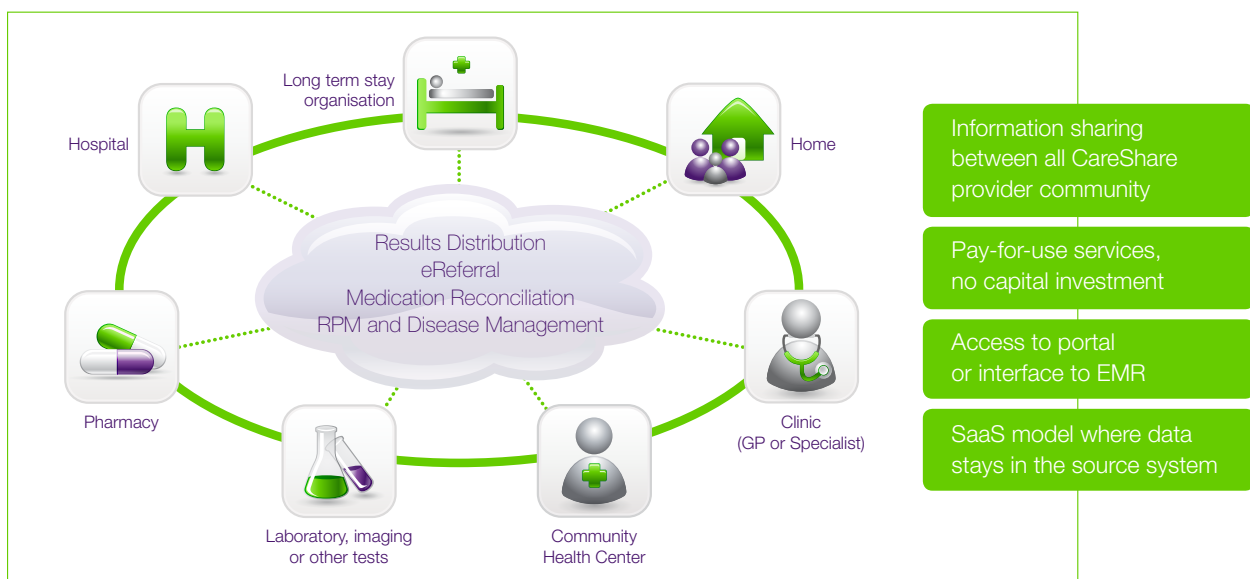 Long term stay
organisation
Hospital
H
Home
Results Distribution
eReferral
Medication Reconciliation
RPM and Disease Management
Pharmacy
Clinic
(GP or Specialist)
Laboratory, imaging
or other tests
Community
Health Center
Information sharing
between all CareShare
provider community
Pay-for-use services,
no capital investment
Access to portal
or interface to EMR
SaaS model where data
stays in the source system